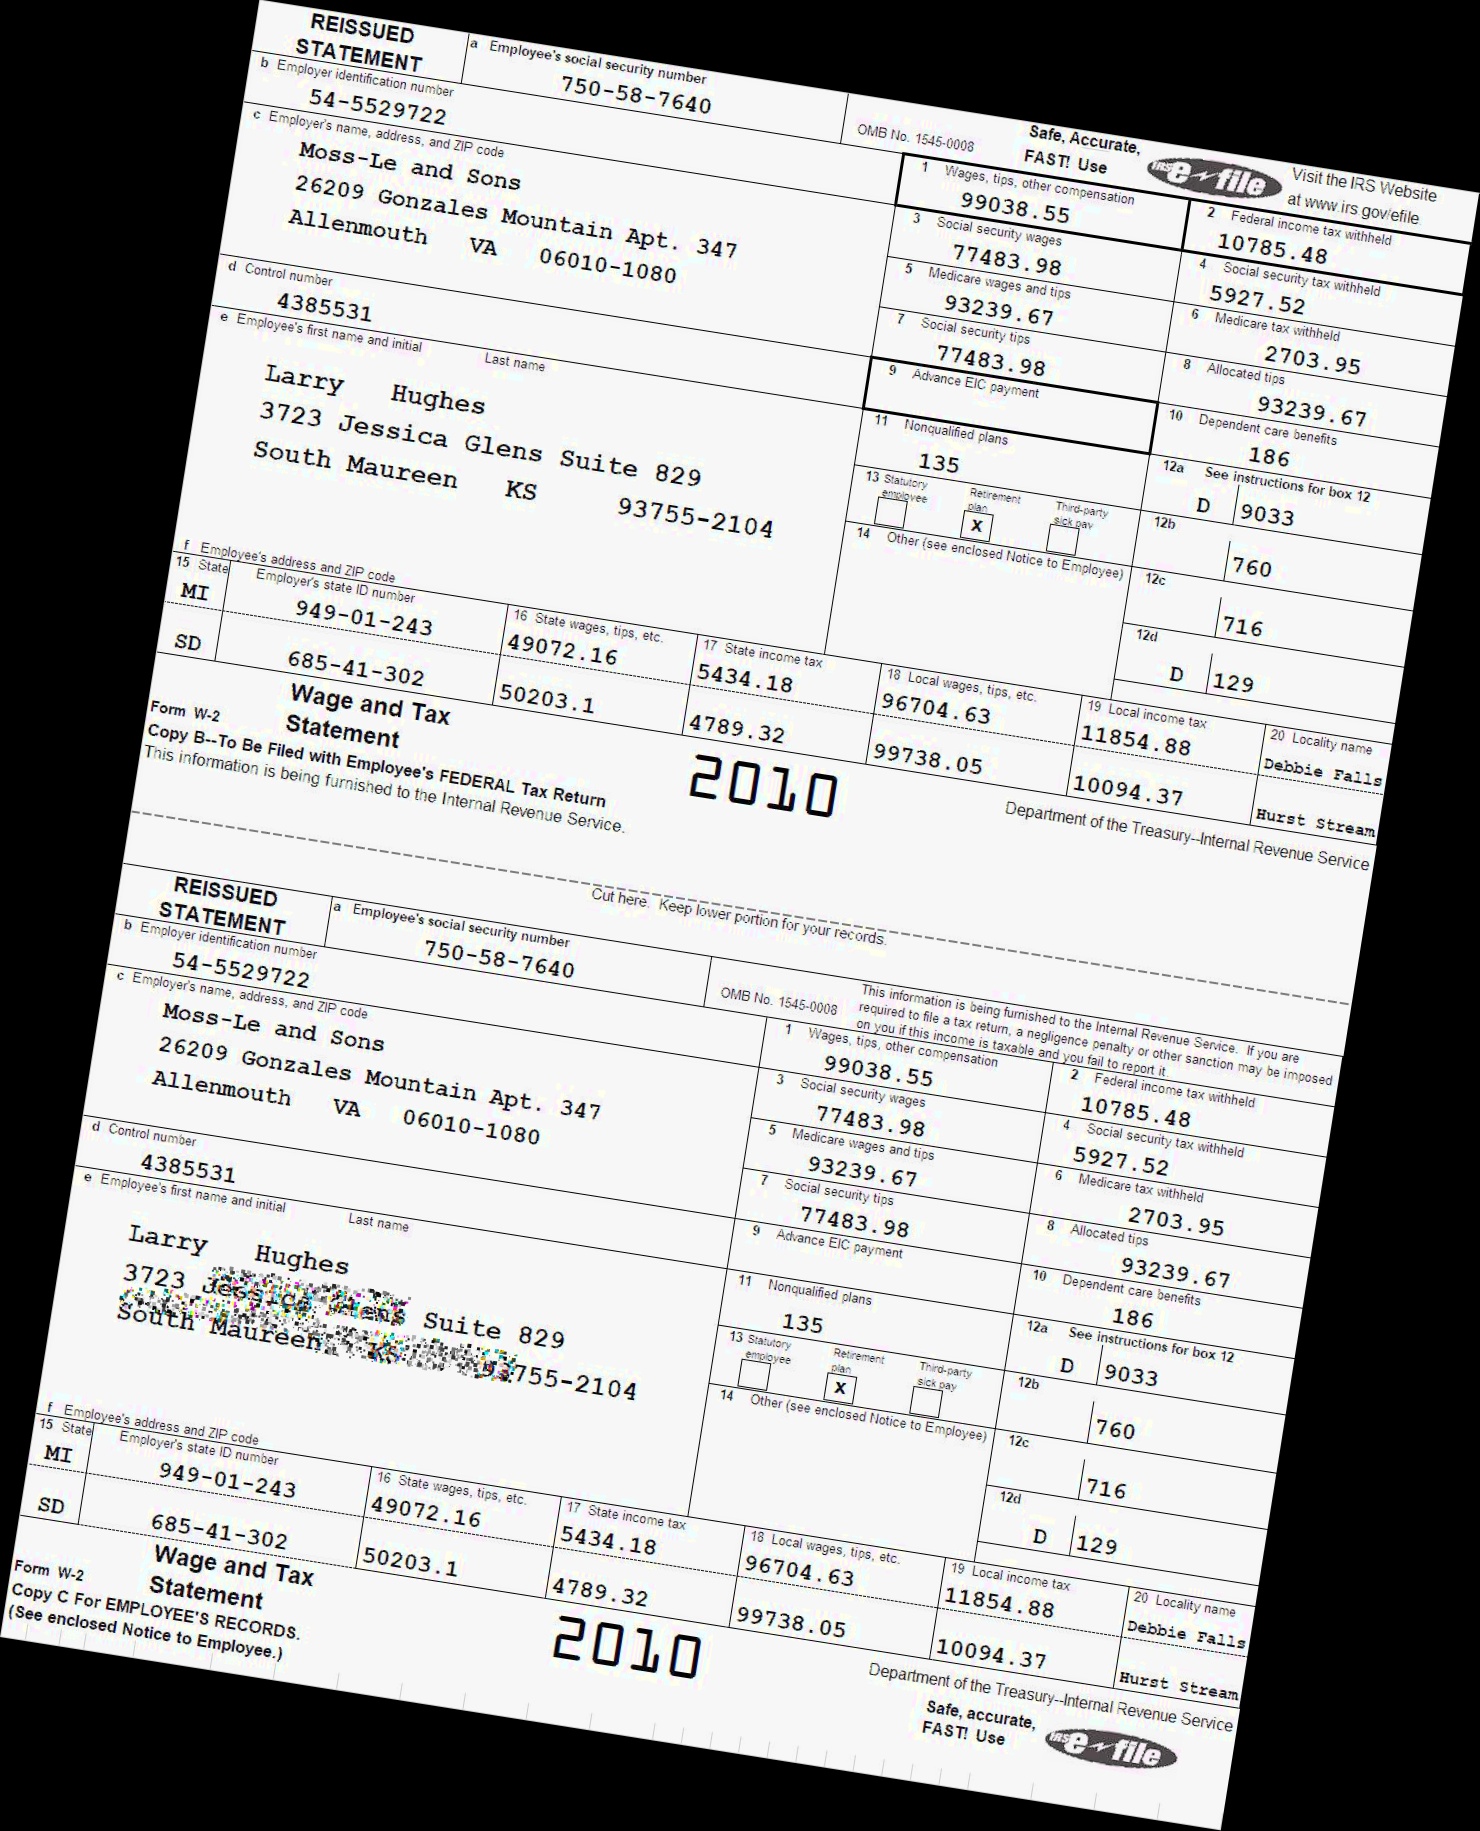 REISSUED
STATEMENT
a Employee's social security number
750-58-7640
OMB No. 1545-0008
Safe, Accurate,
FAST! Use
IRS e-file
Visit the IRS Website
at www.irs.gov/efile.
b Employer identification number
54-5529722
1 Wages, tips, other compensation
99038.55
2 Federal income tax withheld
10785.48
c Employer's name, address, and ZIP code
Moss-Le and Sons
26209 Gonzales Mountain Apt. 347
Allenmouth VA 06010-1080
3 Social security wages
77483.98
4 Social security tax withheld
5927.52
5 Medicare wages and tips
93239.67
6 Medicare tax withheld
2703.95
d Control number
4385531
7 Social security tips
77483.98
8 Allocated tips
93239.67
e Employee's first name and initial Last name
Larry Hughes
3723 Jessica Glens Suite 829
South Maureen KS 93755-2104
9 Advance EIC payment
10 Dependent care benefits
186
11 Nonqualified plans
135
12a See instructions for box 12
D 9033
13 Statutory employee
Retirement plan
X
Third-party sick pay
12b
760
14 Other (see enclosed Notice to Employee)
12c
716
12d
D 129
f Employee's address and ZIP code
15 State Employer's state ID number
MI 949-01-243
SD 685-41-302
16 State wages, tips, etc.
49072.16
50203.1
17 State income tax
5434.18
4789.32
18 Local wages, tips, etc.
96704.63
99738.05
19 Local income tax
11854.88
10094.37
20 Locality name
Debbie Falls
Hurst Stream
Form W-2
Wage and Tax
Statement
2010
Copy B--To Be Filed with Employee's FEDERAL Tax Return
This information is being furnished to the Internal Revenue Service.
Department of the Treasury--Internal Revenue Service
Cut here. Keep lower portion for your records.
REISSUED
STATEMENT
a Employee's social security number
750-58-7640
OMB No. 1545-0008
This information is being furnished to the Internal Revenue Service. If you are
required to file a tax return, a negligence penalty or other sanction may be imposed
on you if this income is taxable and you fail to report it.
b Employer identification number
54-5529722
1 Wages, tips, other compensation
99038.55
2 Federal income tax withheld
10785.48
c Employer's name, address, and ZIP code
Moss-Le and Sons
26209 Gonzales Mountain Apt. 347
Allenmouth VA 06010-1080
3 Social security wages
77483.98
4 Social security tax withheld
5927.52
5 Medicare wages and tips
93239.67
6 Medicare tax withheld
2703.95
d Control number
4385531
7 Social security tips
77483.98
8 Allocated tips
93239.67
e Employee's first name and initial Last name
Larry Hughes
3723 Suite 829
South Maureen KS
9 Advance EIC payment
10 Dependent care benefits
186
11 Nonqualified plans
135
12a See instructions for box 12
D 9033
13 Statutory employee
Retirement plan
X
Third-party sick pay
12b
760
14 Other (see enclosed Notice to Employee)
12c
716
12d
D 129
f Employee's address and ZIP code
15 State Employer's state ID number
MI 949-01-243
SD 685-41-302
16 State wages, tips, etc.
49072.16
50203.1
17 State income tax
5434.18
4789.32
18 Local wages, tips, etc.
96704.63
99738.05
19 Local income tax
11854.88
10094.37
20 Locality name
Debbie Falls
Hurst Stream
Form W-2
Wage and Tax
Statement
2010
Copy C For EMPLOYEE'S RECORDS.
(See enclosed Notice to Employee.)
Department of the Treasury--Internal Revenue Service
Safe, accurate,
FAST! Use
IRS e-file